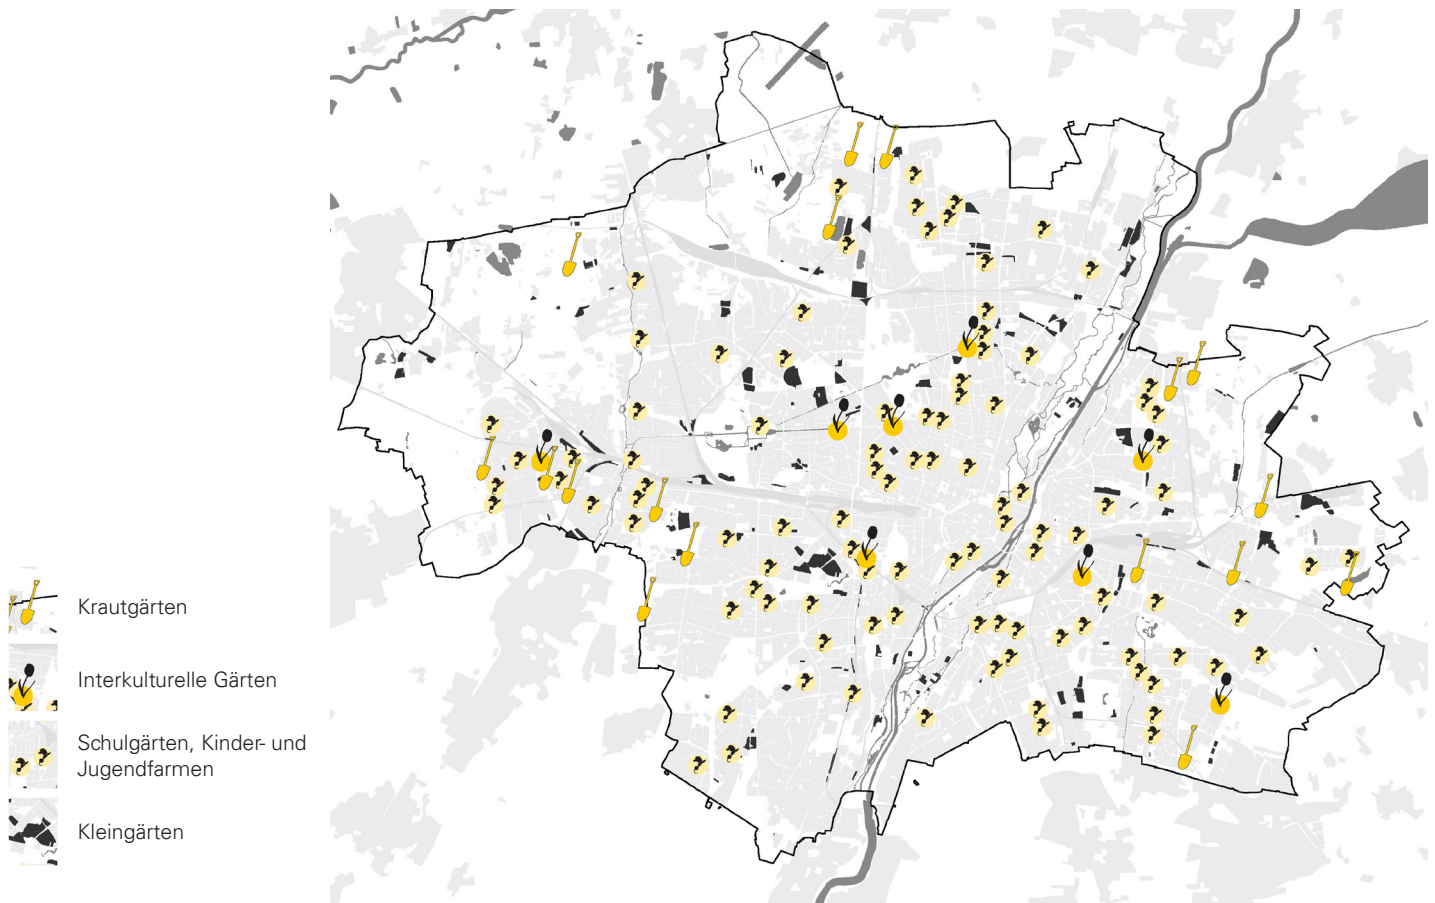 Krautgärten
Interkulturelle Gärten
Schulgärten, Kinder- und
Jugendfarmen
Kleingärten